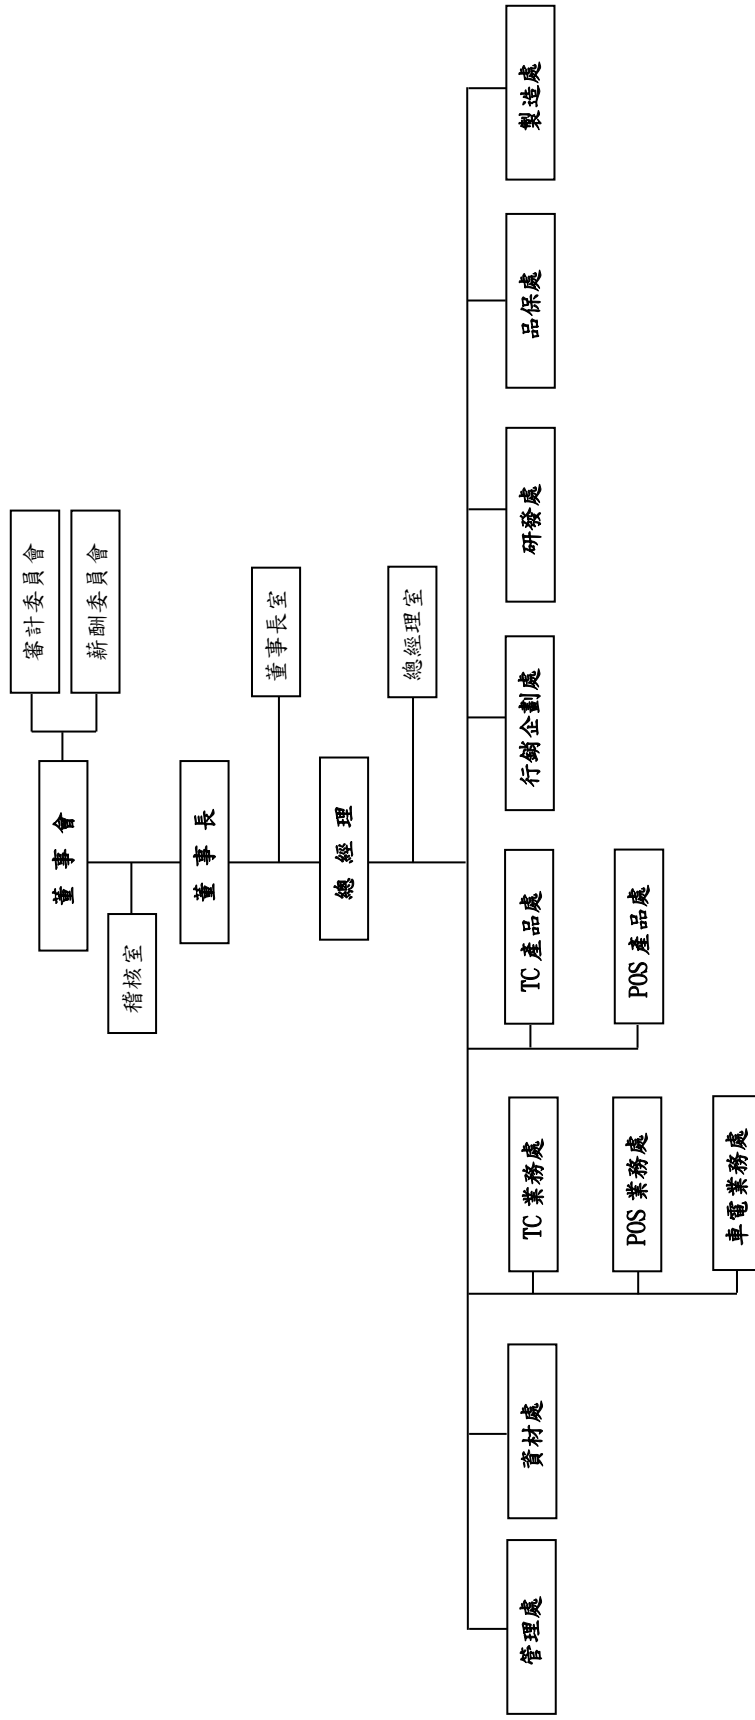 審計委員會
薪酬委員會
董事會
稽核室
董事長
董事長室
總經理
總經理室
管理處
資材處
TC 業務處
POS 業務處
車電業務處
TC 產品處
POS 產品處
行銷企劃處
研發處
品保處
製造處